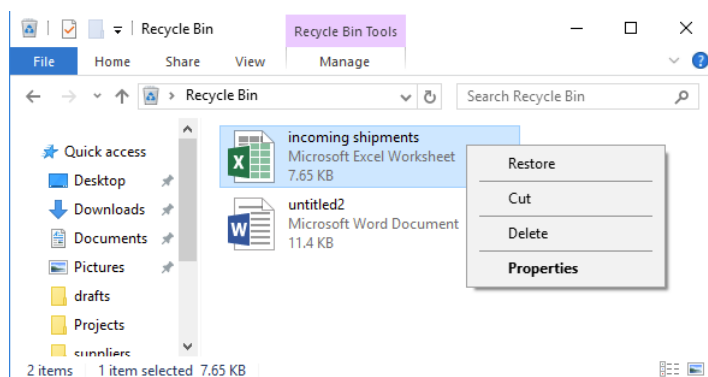 Recycle Bin
Recycle Bin Tools
File Home Share View Manage
Recycle Bin
Search Recycle Bin
Quick access
Desktop
Downloads
Documents
Pictures
drafts
Projects
suppliers
incoming shipments
Microsoft Excel Worksheet
7.65 KB
untitled2
Microsoft Word Document
11.4 KB
Restore
Cut
Delete
Properties
2 items 1 item selected 7.65 KB